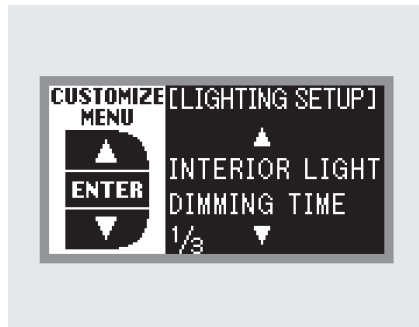 CUSTOMIZE
MENU
ENTER
[LIGHTING SETUP]
INTERIOR LIGHT
DIMMING TIME
1/3